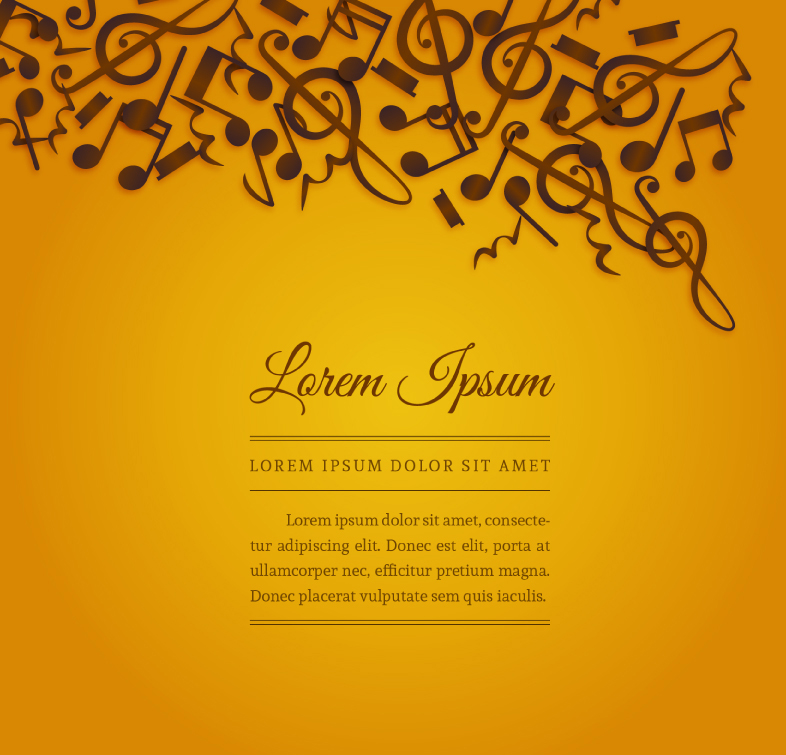 Lorem Ipsum
LOREM IPSUM DOLOR SIT AMET
Lorem ipsum dolor sit amet, consecte-
tur adipiscing elit. Donec est elit, porta at
ullamcorper nec, efficitur pretium magna.
Donec placerat vulputate sem quis iaculis.